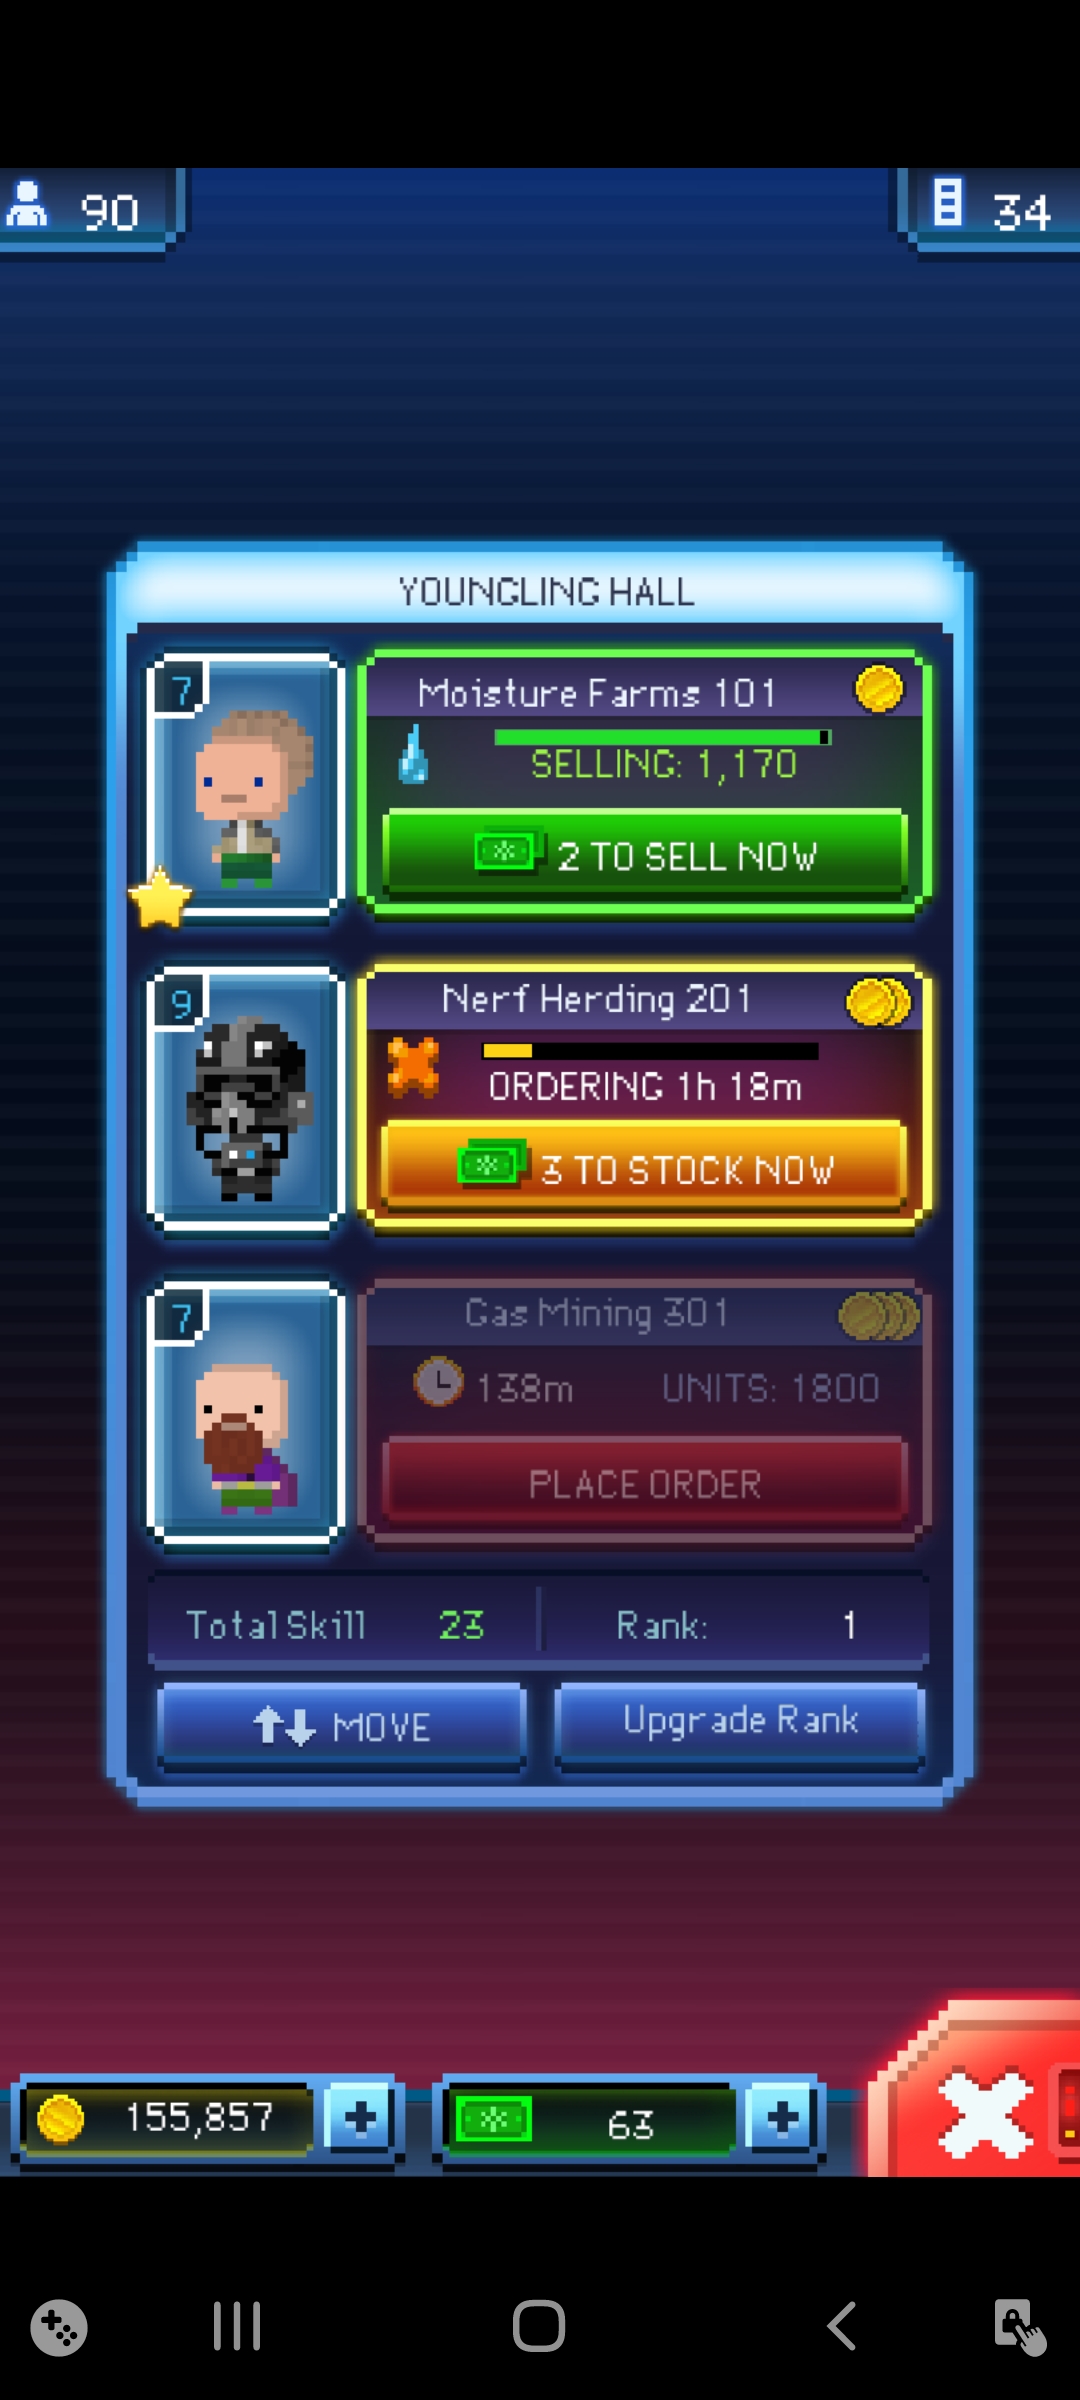 90
34
YOUNGLING HALL
7
Moisture Farms 101
SELLING: 1,170
2 TO SELL NOW
9
Nerf Herding 201
ORDERING 1h 18m
3 TO STOCK NOW
7
Gas Mining 301
138m UNITS: 1800
PLACE ORDER
Total Skill 23 Rank: 1
MOVE Upgrade Rank
155,857 63